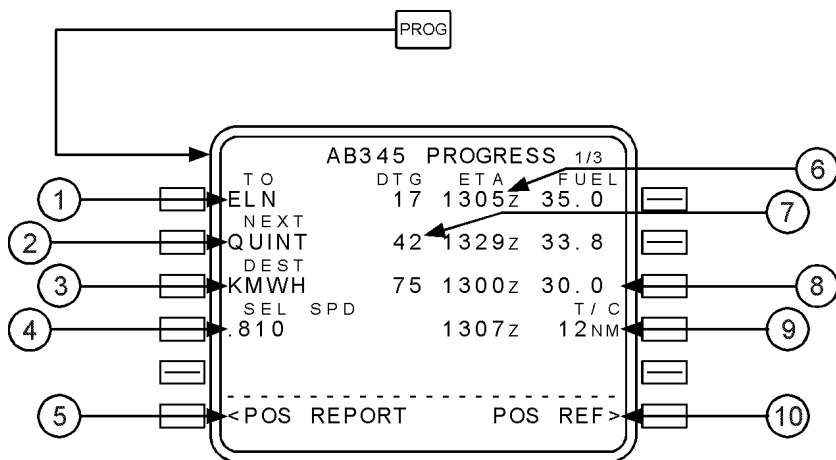 PROG
AB345 PROGRESS 1/3
TO DTG ETA FUEL
1 ELN 17 1305z 35.0 6
NEXT
2 QUINT 42 1329z 33.8 7
DEST
3 KMWH 75 1300z 30.0 8
SEL SPD T/C
4 .810 1307z 12NM 9
5 <POS REPORT POS REF> 10